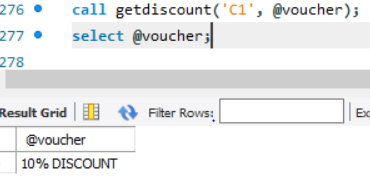 276 call getdiscount('C1', @voucher);
277 select @voucher;
278
Result Grid Filter Rows:
@voucher
10% DISCOUNT